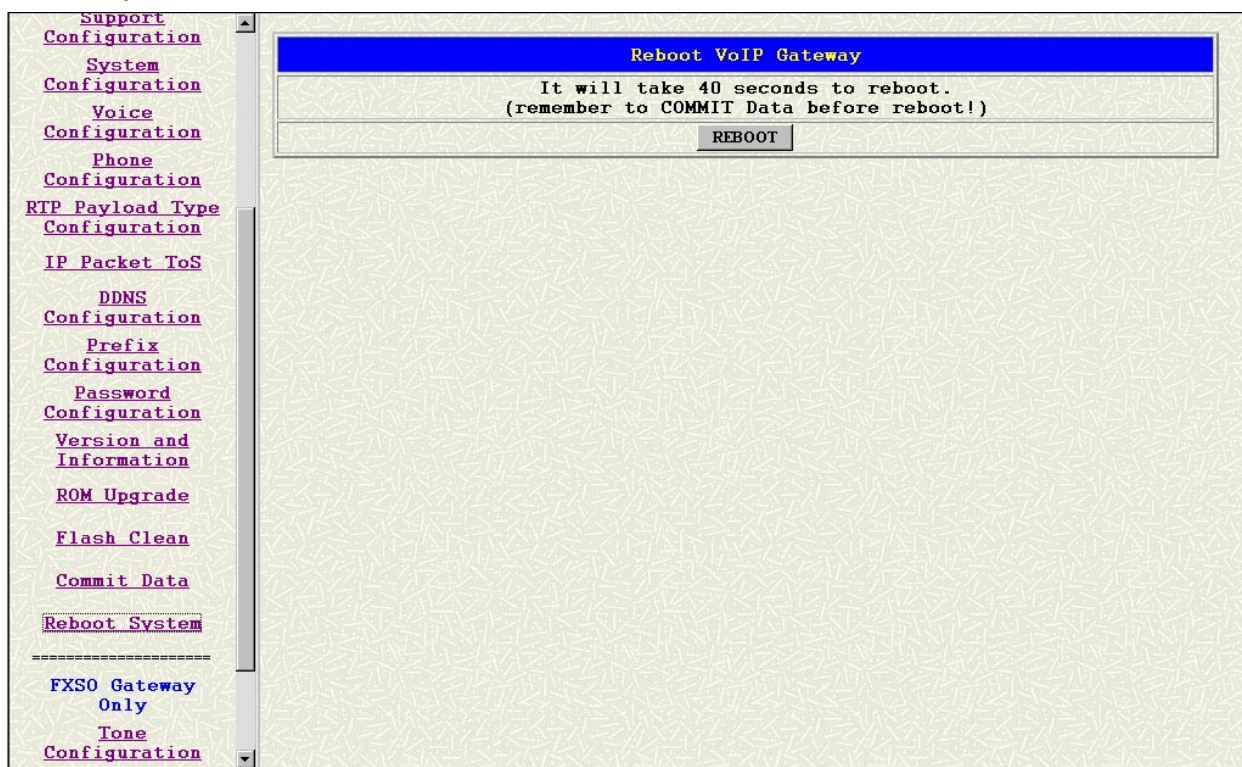 Support
Configuration
System
Configuration
Voice
Configuration
Phone
Configuration
RTP Payload Type
Configuration
IP Packet ToS
DDNS
Configuration
Prefix
Configuration
Password
Configuration
Version and
Information
ROM Upgrade
Flash Clean
Commit Data
Reboot System
=====================
FXSO Gateway
Only
Tone
Configuration
Reboot VoIP Gateway
It will take 40 seconds to reboot.
(remember to COMMIT Data before reboot!)
REBOOT